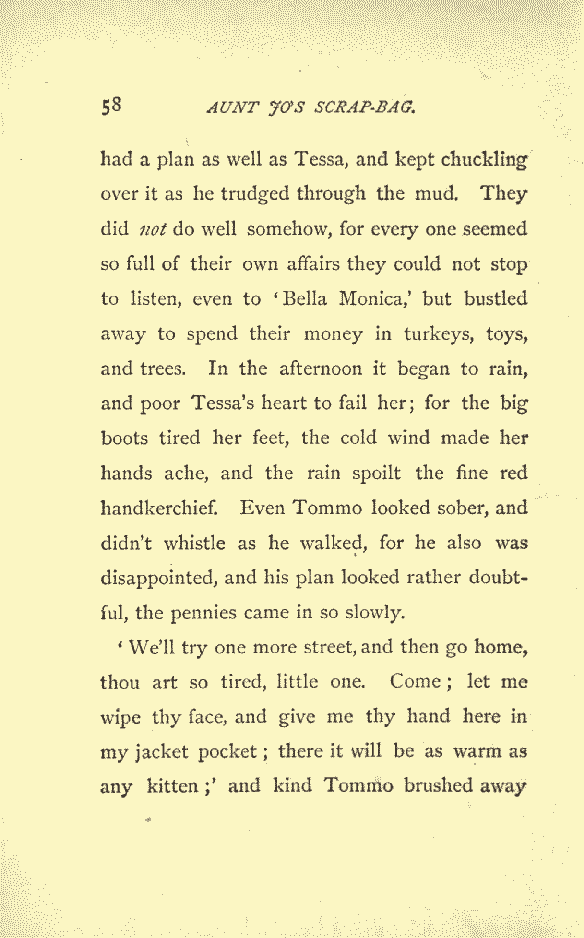 58 AUNT JO'S SCRAP-BAG.
had a plan as well as Tessa, and kept chuckling
over it as he trudged through the mud. They
did not do well somehow, for every one seemed
so full of their own affairs they could not stop
to listen, even to ‘Bella Monica,’ but bustled
away to spend their money in turkeys, toys,
and trees. In the afternoon it began to rain,
and poor Tessa's heart to fail her; for the big
boots tired her feet, the cold wind made her
hands ache, and the rain spoilt the fine red
handkerchief. Even Tommo looked sober, and
didn't whistle as he walked, for he also was
disappointed, and his plan looked rather doubt-
ful, the pennies came in so slowly.
‘We'll try one more street, and then go home,
thou art so tired, little one. Come; let me
wipe thy face, and give me thy hand here in
my jacket pocket; there it will be as warm as
any kitten;’ and kind Tommo brushed away